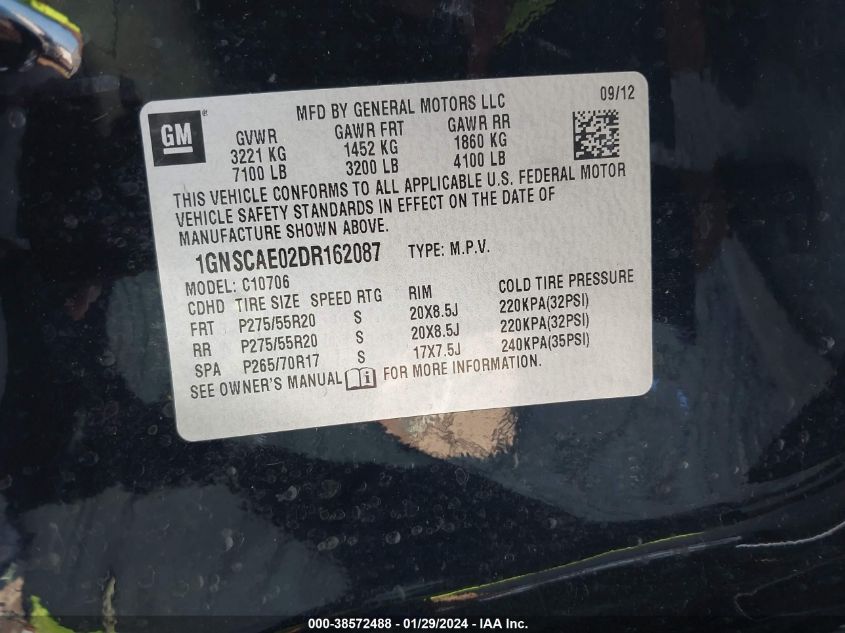 MFD BY GENERAL MOTORS LLC 09/12
GM®
GVWR GAWR FRT GAWR RR
3221 KG 1452 KG 1860 KG
7100 LB 3200 LB 4100 LB
THIS VEHICLE CONFORMS TO ALL APPLICABLE U.S. FEDERAL MOTOR
VEHICLE SAFETY STANDARDS IN EFFECT ON THE DATE OF
MANUFACTURE SHOWN ABOVE.
1GNSCAE02DR162087 TYPE: M.P.V.
MODEL: C10706
CDHD TIRE SIZE SPEED RTG RIM COLD TIRE PRESSURE
FRT P275/55R20 S 20X8.5J 220KPA(32PSI)
RR P275/55R20 S 20X8.5J 220KPA(32PSI)
SPA P265/70R17 S 17X7.5J 240KPA(35PSI)
SEE OWNER'S MANUAL FOR MORE INFORMATION.
000-38572488 - 01/29/2024 - IAA Inc.